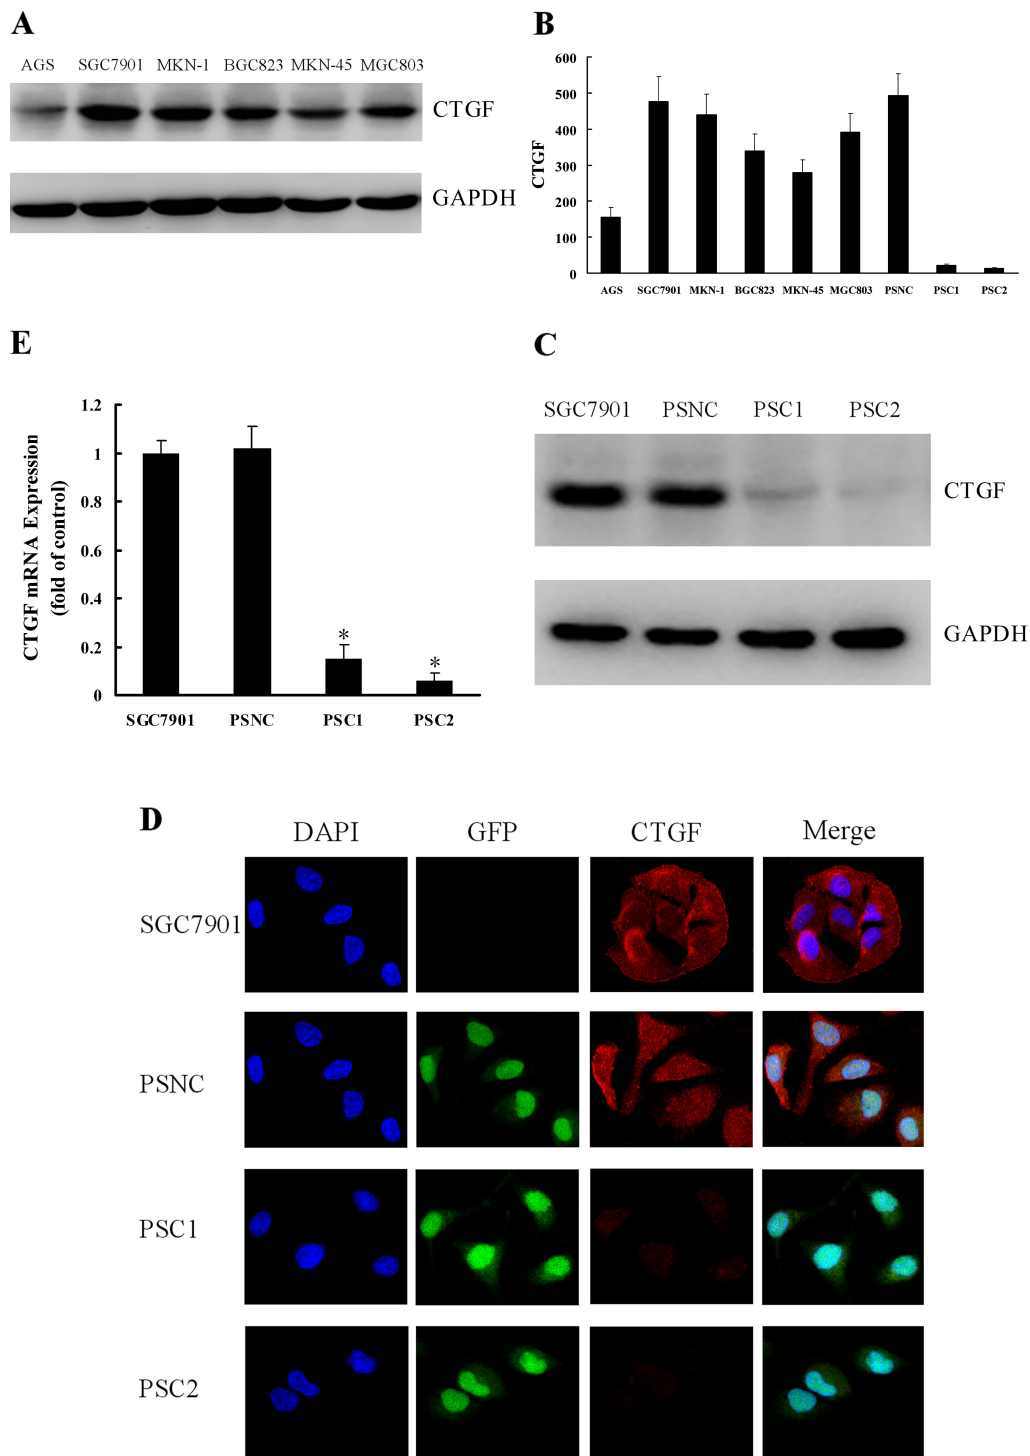 A
AGS SGC7901 MKN-1 BGC823 MKN-45 MGC803
CTGF
GAPDH
B
600
500
400
300
200
100
0
CTGF
AGS SGC7901 MKN-1 BGC823 MKN-45 MGC803 PSNC PSC1 PSC2
E
1.2
1
0.8
0.6
0.4
0.2
0
CTGF mRNA Expression
(fold of control)
*
*
SGC7901 PSNC PSC1 PSC2
C
SGC7901 PSNC PSC1 PSC2
CTGF
GAPDH
D
DAPI GFP CTGF Merge
SGC7901
PSNC
PSC1
PSC2